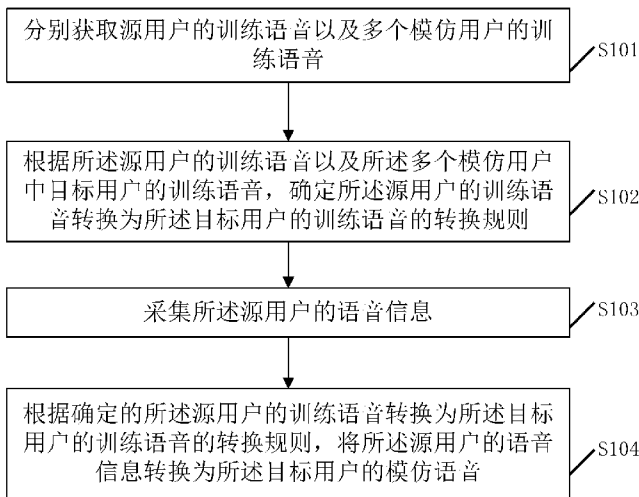 分别获取源用户的训练语音以及多个模仿用户的训
练语音
S101
根据所述源用户的训练语音以及所述多个模仿用户
中目标用户的训练语音，确定所述源用户的训练语
音转换为所述目标用户的训练语音的转换规则
S102
采集所述源用户的语音信息
S103
根据确定的所述源用户的训练语音转换为所述目标
用户的训练语音的转换规则，将所述源用户的语音
信息转换为所述目标用户的模仿语音
S104